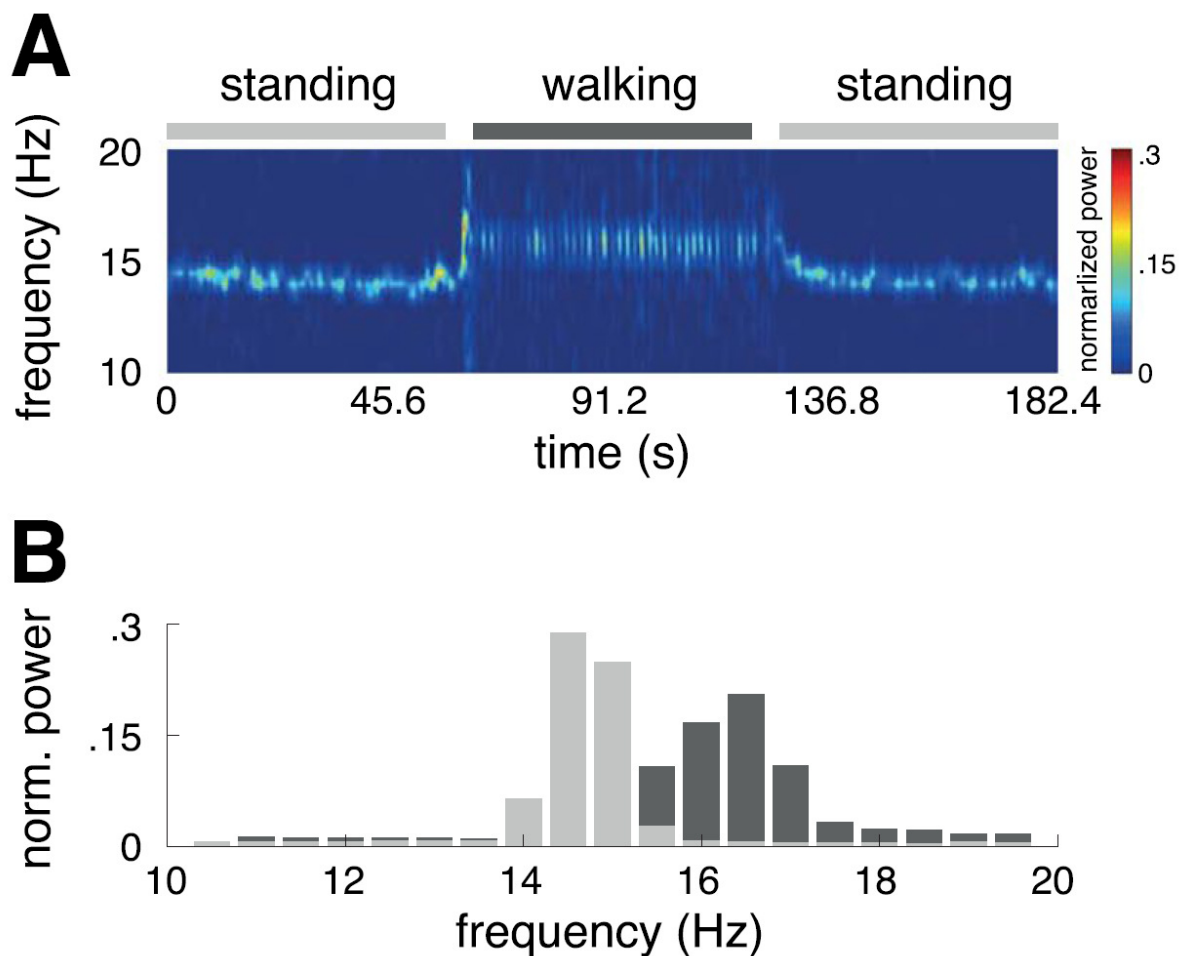 A
standing walking standing
frequency (Hz)
20
15
10
0 45.6 91.2 136.8 182.4
time (s)
normarlized power
.3
.15
0
B
norm. power
.3
.15
0
10 12 14 16 18 20
frequency (Hz)